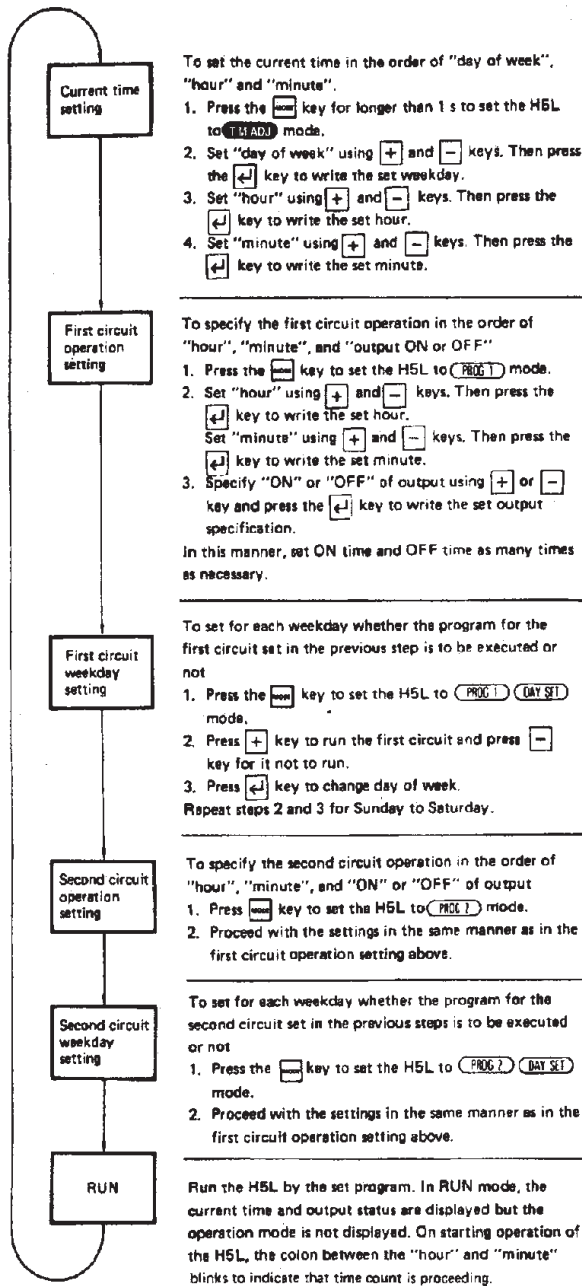 Current time
setting
To set the current time in the order of "day of week",
"hour" and "minute".
1. Press the MODE key for longer than 1 s to set the H5L
to TM ADJ mode.
2. Set "day of week" using + and − keys. Then press
the ↵ key to write the set weekday.
3. Set "hour" using + and − keys. Then press the
↵ key to write the set hour.
4. Set "minute" using + and − keys. Then press the
↵ key to write the set minute.
First circuit
operation
setting
To specify the first circuit operation in the order of
"hour", "minute", and "output ON or OFF"
1. Press the MODE key to set the H5L to PROG 1 mode.
2. Set "hour" using + and − keys. Then press the
↵ key to write the set hour.
Set "minute" using + and − keys. Then press the
↵ key to write the set minute.
3. Specify "ON" or "OFF" of output using + or −
key and press the ↵ key to write the set output
specification.
In this manner, set ON time and OFF time as many times
as necessary.
First circuit
weekday
setting
To set for each weekday whether the program for the
first circuit set in the previous step is to be executed or
not
1. Press the MODE key to set the H5L to PROG 1 DAY SET
mode.
2. Press + key to run the first circuit and press −
key for it not to run.
3. Press ↵ key to change day of week.
Repeat steps 2 and 3 for Sunday to Saturday.
Second circuit
operation
setting
To specify the second circuit operation in the order of
"hour", "minute", and "ON" or "OFF" of output
1. Press MODE key to set the H5L to PROG 2 mode.
2. Proceed with the settings in the same manner as in the
first circuit operation setting above.
Second circuit
weekday
setting
To set for each weekday whether the program for the
second circuit set in the previous steps is to be executed
or not
1. Press the MODE key to set the H5L to PROG 2 DAY SET
mode.
2. Proceed with the settings in the same manner as in the
first circuit operation setting above.
RUN
Run the H5L by the set program. In RUN mode, the
current time and output status are displayed but the
operation mode is not displayed. On starting operation of
the H5L, the colon between the "hour" and "minute"
blinks to indicate that time count is proceeding.